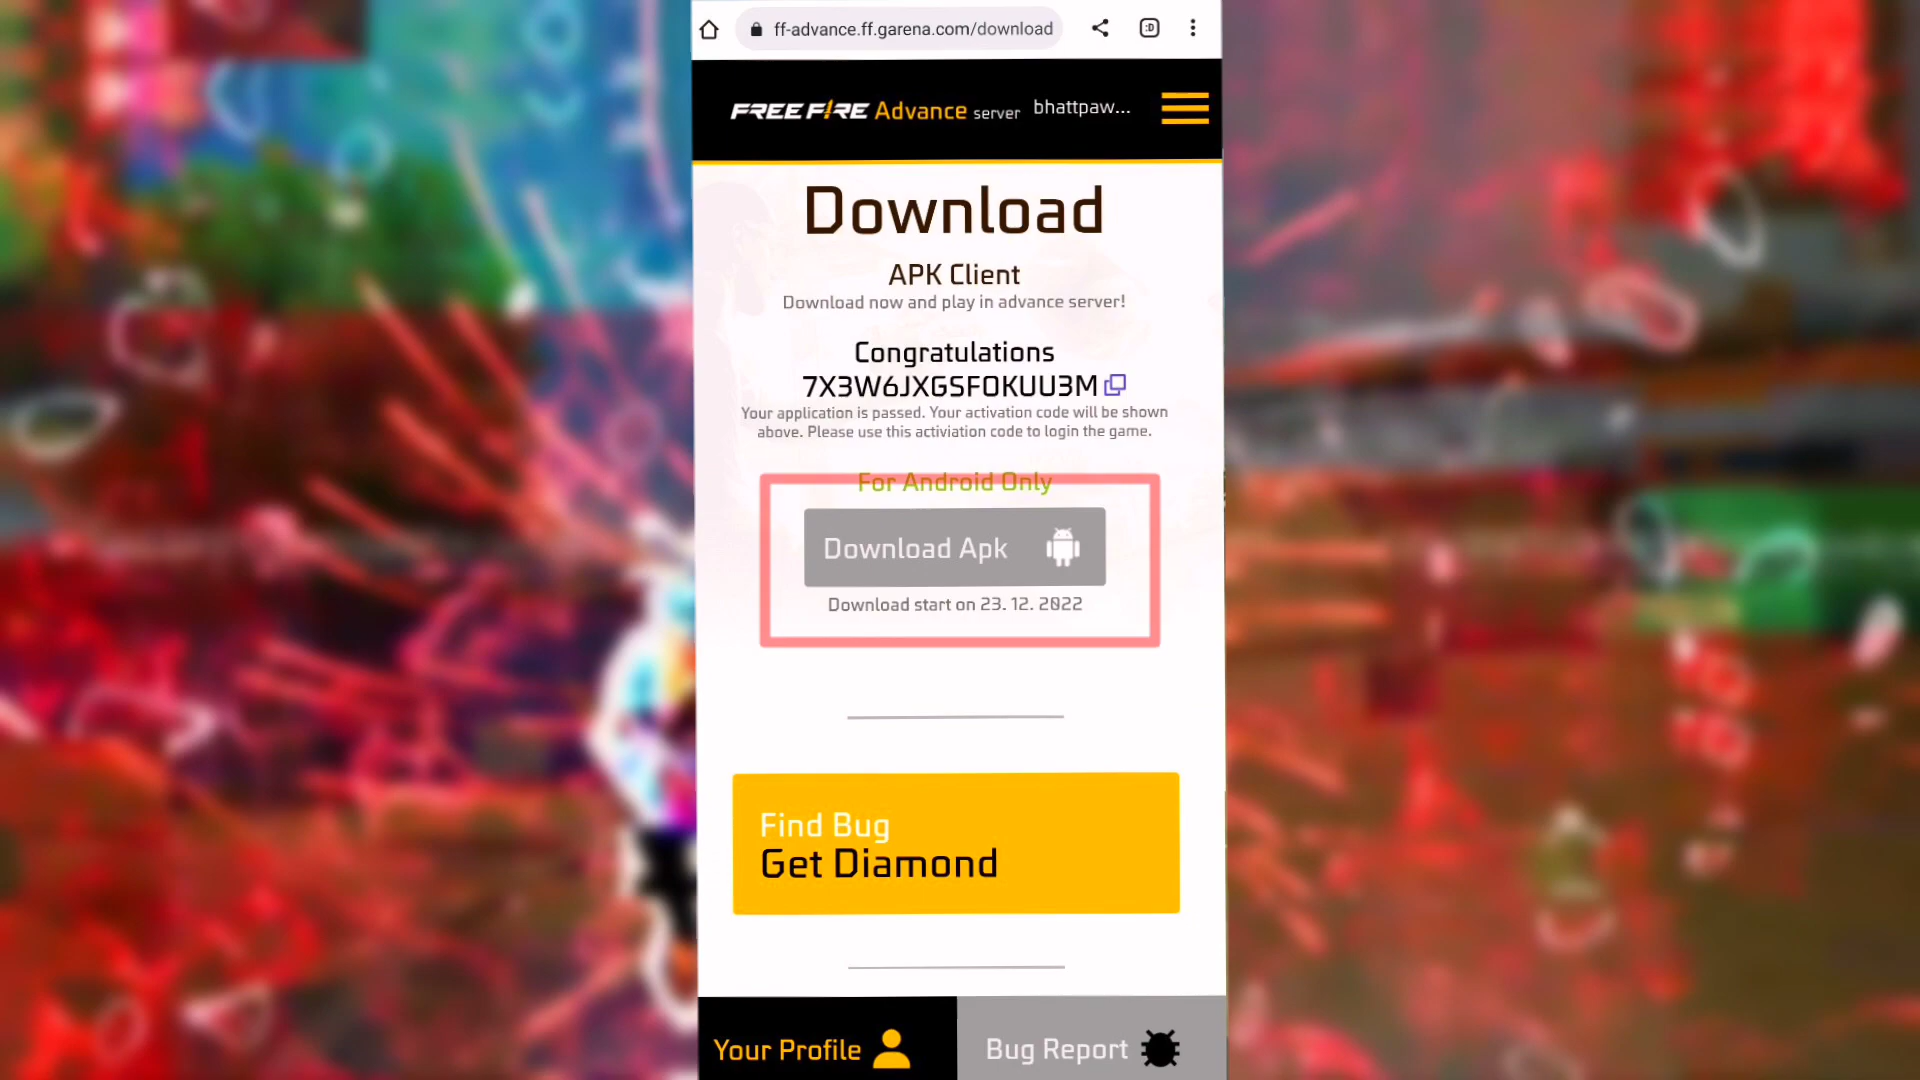 ff-advance.ff.garena.com/download
:D
FREE FIRE Advance server bhattpaw...
Download
APK Client
Download now and play in advance server!
Congratulations
7X3W6JXGSFOKUU3M
Your application is passed. Your activation code will be shown
above. Please use this activiation code to login the game.
For Android Only
Download Apk
Download start on 23. 12. 2022
Find Bug
Get Diamond
Your Profile
Bug Report